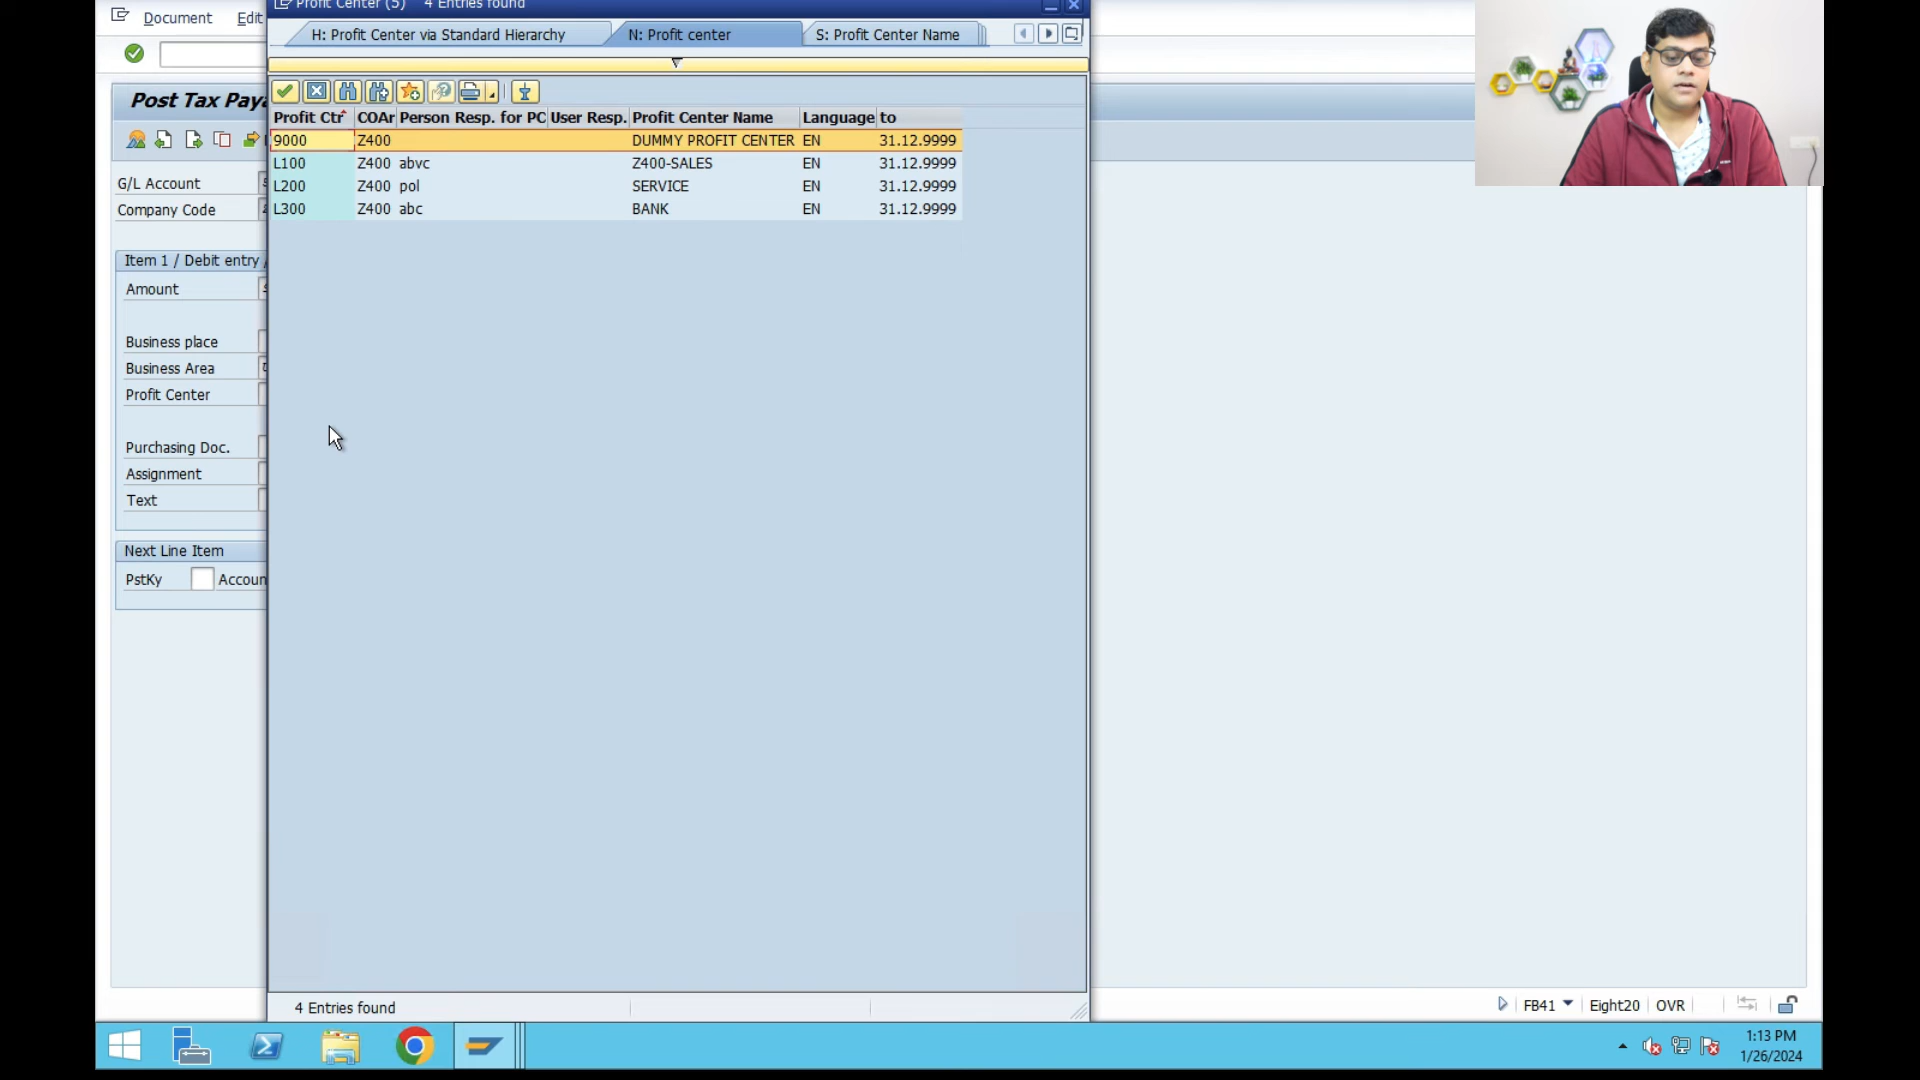 Profit Center (5) 4 Entries found
Document Edit
H: Profit Center via Standard Hierarchy N: Profit center S: Profit Center Name
Post Tax Paya
Profit Ctr COAr Person Resp. for PC User Resp. Profit Center Name Language to
9000 Z400 DUMMY PROFIT CENTER EN 31.12.9999
L100 Z400 abvc Z400-SALES EN 31.12.9999
L200 Z400 pol SERVICE EN 31.12.9999
L300 Z400 abc BANK EN 31.12.9999
G/L Account
Company Code
Item 1 / Debit entry /
Amount
Business place
Business Area
Profit Center
Purchasing Doc.
Assignment
Text
Next Line Item
PstKy Accoun
4 Entries found
FB41 Eight20 OVR
1:13 PM
1/26/2024